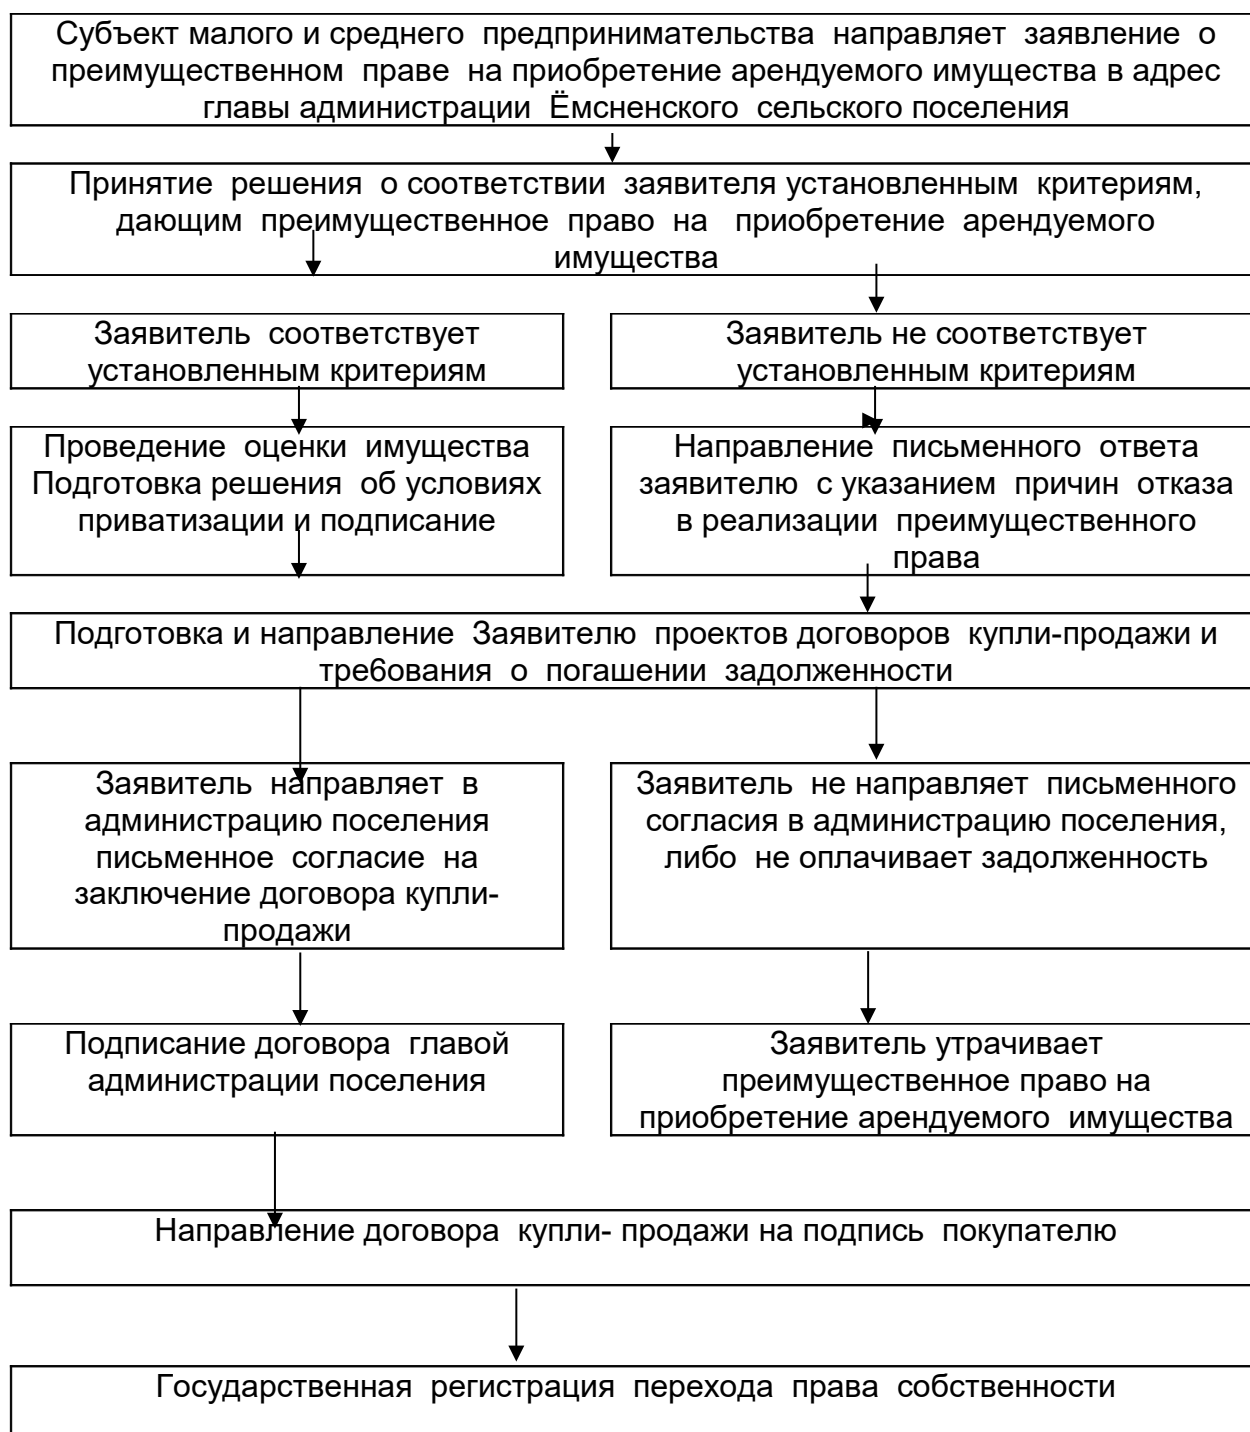 Субъект малого и среднего предпринимательства направляет заявление о
преимущественном праве на приобретение арендуемого имущества в адрес
главы администрации Ёмсненского сельского поселения
Принятие решения о соответствии заявителя установленным критериям,
дающим преимущественное право на приобретение арендуемого
имущества
Заявитель соответствует
установленным критериям
Заявитель не соответствует
установленным критериям
Проведение оценки имущества
Подготовка решения об условиях
приватизации и подписание
Направление письменного ответа
заявителю с указанием причин отказа
в реализации преимущественного
права
Подготовка и направление Заявителю проектов договоров купли-продажи и
требования о погашении задолженности
Заявитель направляет в
администрацию поселения
письменное согласие на
заключение договора купли-
продажи
Заявитель не направляет письменного
согласия в администрацию поселения,
либо не оплачивает задолженность
Подписание договора главой
администрации поселения
Заявитель утрачивает
преимущественное право на
приобретение арендуемого имущества
Направление договора купли- продажи на подпись покупателю
Государственная регистрация перехода права собственности